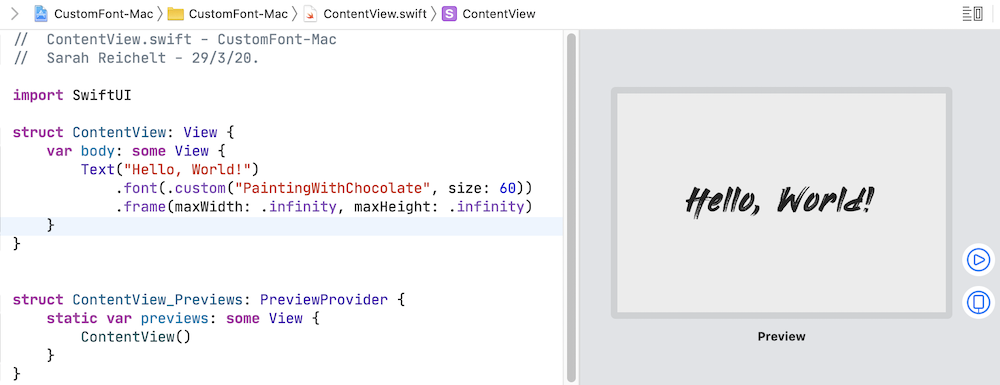 CustomFont-Mac CustomFont-Mac ContentView.swift S ContentView
//  ContentView.swift - CustomFont-Mac
//  Sarah Reichelt - 29/3/20.
import SwiftUI
struct ContentView: View {
    var body: some View {
        Text("Hello, World!")
            .font(.custom("PaintingWithChocolate", size: 60))
            .frame(maxWidth: .infinity, maxHeight: .infinity)
    }
}
struct ContentView_Previews: PreviewProvider {
    static var previews: some View {
        ContentView()
    }
}
Hello, World!
Preview